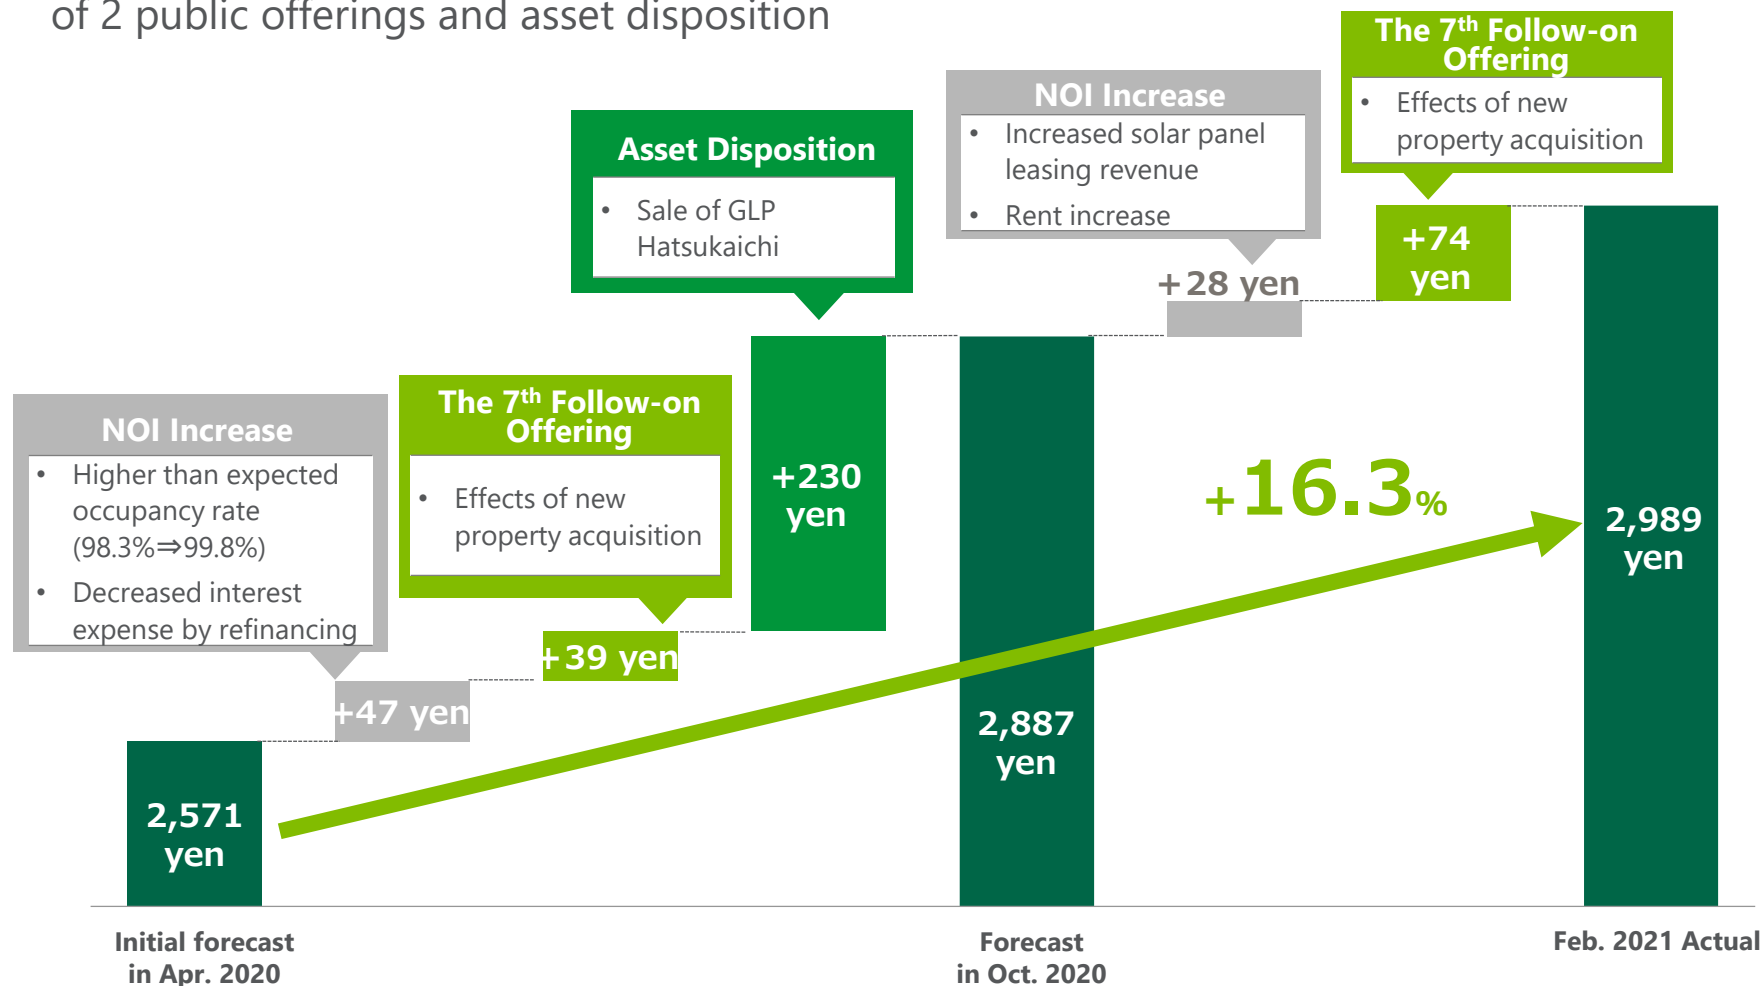 of 2 public offerings and asset disposition
The 7th Follow-on
Offering
• Effects of new
property acquisition
NOI Increase
• Increased solar panel
leasing revenue
• Rent increase
Asset Disposition
• Sale of GLP
Hatsukaichi
+74
yen
+28 yen
The 7th Follow-on
Offering
• Effects of new
property acquisition
NOI Increase
• Higher than expected
occupancy rate
(98.3%⇒99.8%)
• Decreased interest
expense by refinancing
+230
yen
+16.3%
2,989
yen
+39 yen
+47 yen
2,887
yen
2,571
yen
Initial forecast
in Apr. 2020
Forecast
in Oct. 2020
Feb. 2021 Actual